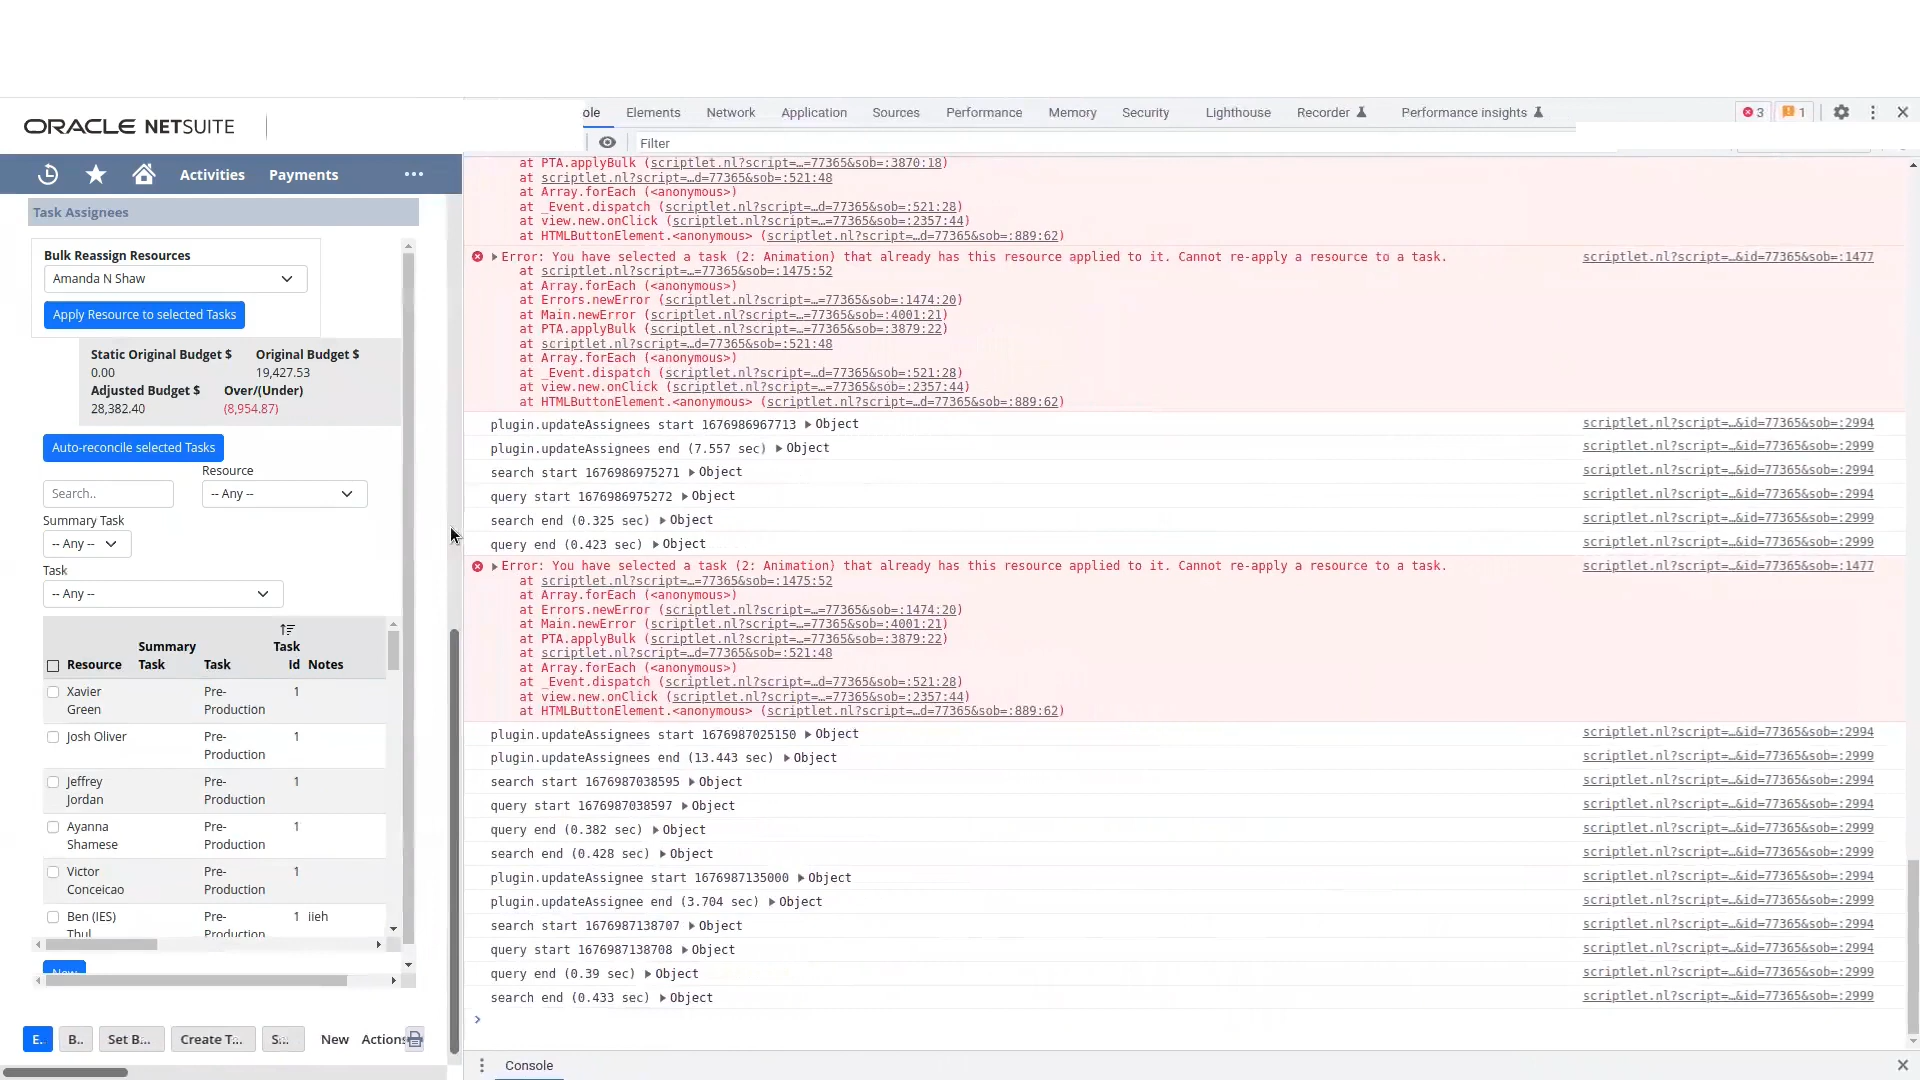 ORACLE NETSUITE
Activities
Payments
Task Assignees
Bulk Reassign Resources
Amanda N Shaw
Apply Resource to selected Tasks
Static Original Budget $ Original Budget $
0.00 19,427.53
Adjusted Budget $ Over/(Under)
28,382.40 (8,954.87)
Auto-reconcile selected Tasks
Resource
Search.. -- Any --
Summary Task
-- Any --
Task
-- Any --
Resource Summary Task Task Task Id Notes
Xavier Green Pre-Production 1
Josh Oliver Pre-Production 1
Jeffrey Jordan Pre-Production 1
Ayanna Shamese Pre-Production 1
Victor Conceicao Pre-Production 1
Ben (IES) Thul Pre-Production 1 iieh
New
E.. B.. Set B... Create T... S... New Actions
ole Elements Network Application Sources Performance Memory Security Lighthouse Recorder Performance insights 3 1
Filter
at PTA.applyBulk (scriptlet.nl?script=…=77365&sob=:3870:18)
at scriptlet.nl?script=…d=77365&sob=:521:48
at Array.forEach (<anonymous>)
at _Event.dispatch (scriptlet.nl?script=…d=77365&sob=:521:28)
at view.new.onClick (scriptlet.nl?script=…=77365&sob=:2357:44)
at HTMLButtonElement.<anonymous> (scriptlet.nl?script=…d=77365&sob=:889:62)
Error: You have selected a task (2: Animation) that already has this resource applied to it. Cannot re-apply a resource to a task. scriptlet.nl?script=…&id=77365&sob=:1477
at scriptlet.nl?script=…=77365&sob=:1475:52
at Array.forEach (<anonymous>)
at Errors.newError (scriptlet.nl?script=…=77365&sob=:1474:20)
at Main.newError (scriptlet.nl?script=…=77365&sob=:4001:21)
at PTA.applyBulk (scriptlet.nl?script=…=77365&sob=:3879:22)
at scriptlet.nl?script=…d=77365&sob=:521:48
at Array.forEach (<anonymous>)
at _Event.dispatch (scriptlet.nl?script=…d=77365&sob=:521:28)
at view.new.onClick (scriptlet.nl?script=…=77365&sob=:2357:44)
at HTMLButtonElement.<anonymous> (scriptlet.nl?script=…d=77365&sob=:889:62)
plugin.updateAssignees start 1676986967713 Object scriptlet.nl?script=…&id=77365&sob=:2994
plugin.updateAssignees end (7.557 sec) Object scriptlet.nl?script=…&id=77365&sob=:2999
search start 1676986975271 Object scriptlet.nl?script=…&id=77365&sob=:2994
query start 1676986975272 Object scriptlet.nl?script=…&id=77365&sob=:2994
search end (0.325 sec) Object scriptlet.nl?script=…&id=77365&sob=:2999
query end (0.423 sec) Object scriptlet.nl?script=…&id=77365&sob=:2999
Error: You have selected a task (2: Animation) that already has this resource applied to it. Cannot re-apply a resource to a task. scriptlet.nl?script=…&id=77365&sob=:1477
at scriptlet.nl?script=…=77365&sob=:1475:52
at Array.forEach (<anonymous>)
at Errors.newError (scriptlet.nl?script=…=77365&sob=:1474:20)
at Main.newError (scriptlet.nl?script=…=77365&sob=:4001:21)
at PTA.applyBulk (scriptlet.nl?script=…=77365&sob=:3879:22)
at scriptlet.nl?script=…d=77365&sob=:521:48
at Array.forEach (<anonymous>)
at _Event.dispatch (scriptlet.nl?script=…d=77365&sob=:521:28)
at view.new.onClick (scriptlet.nl?script=…=77365&sob=:2357:44)
at HTMLButtonElement.<anonymous> (scriptlet.nl?script=…d=77365&sob=:889:62)
plugin.updateAssignees start 1676987025150 Object scriptlet.nl?script=…&id=77365&sob=:2994
plugin.updateAssignees end (13.443 sec) Object scriptlet.nl?script=…&id=77365&sob=:2999
search start 1676987038595 Object scriptlet.nl?script=…&id=77365&sob=:2994
query start 1676987038597 Object scriptlet.nl?script=…&id=77365&sob=:2994
query end (0.382 sec) Object scriptlet.nl?script=…&id=77365&sob=:2999
search end (0.428 sec) Object scriptlet.nl?script=…&id=77365&sob=:2999
plugin.updateAssignee start 1676987135000 Object scriptlet.nl?script=…&id=77365&sob=:2994
plugin.updateAssignee end (3.704 sec) Object scriptlet.nl?script=…&id=77365&sob=:2999
search start 1676987138707 Object scriptlet.nl?script=…&id=77365&sob=:2994
query start 1676987138708 Object scriptlet.nl?script=…&id=77365&sob=:2994
query end (0.39 sec) Object scriptlet.nl?script=…&id=77365&sob=:2999
search end (0.433 sec) Object scriptlet.nl?script=…&id=77365&sob=:2999
Console